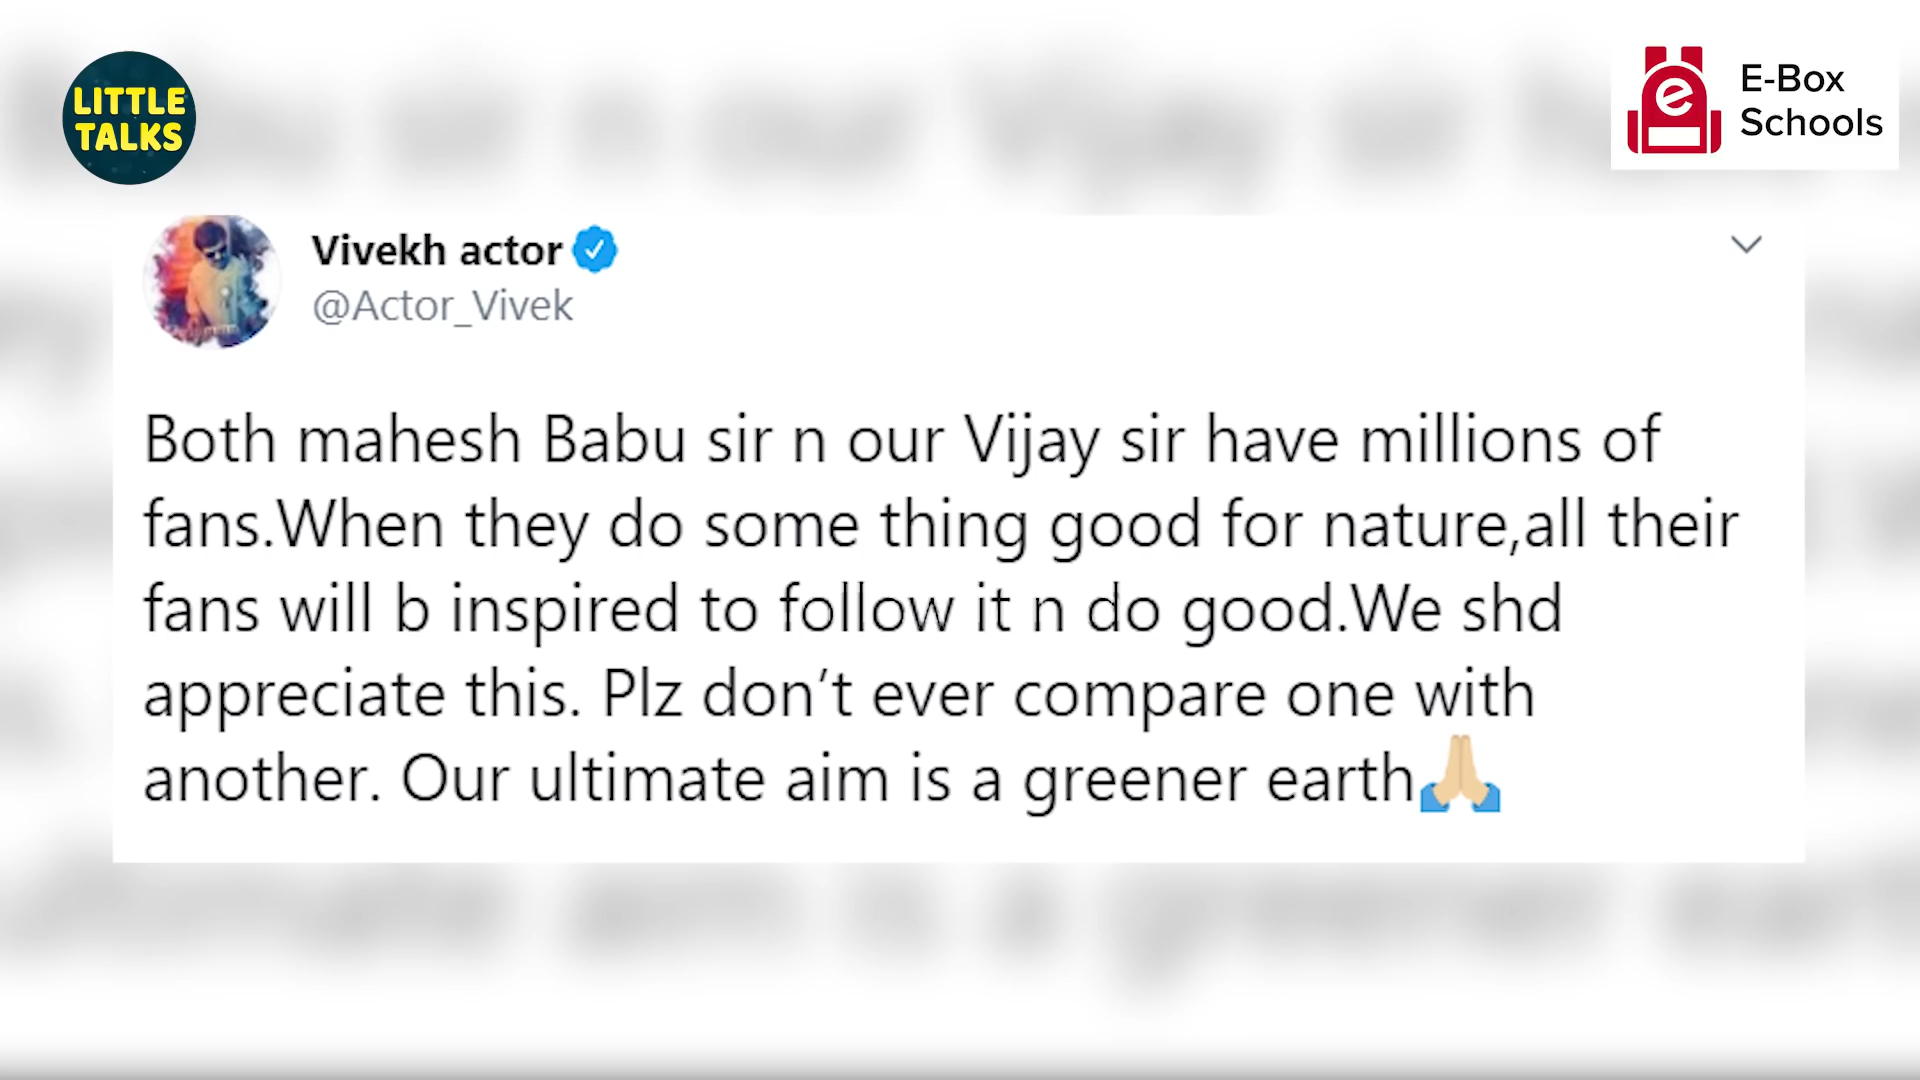 LITTLE
TALKS
E-Box
Schools
Vivekh actor
@Actor_Vivek
Both mahesh Babu sir n our Vijay sir have millions of
fans.When they do some thing good for nature,all their
fans will b inspired to follow it n do good.We shd
appreciate this. Plz don’t ever compare one with
another. Our ultimate aim is a greener earth🙏🏼